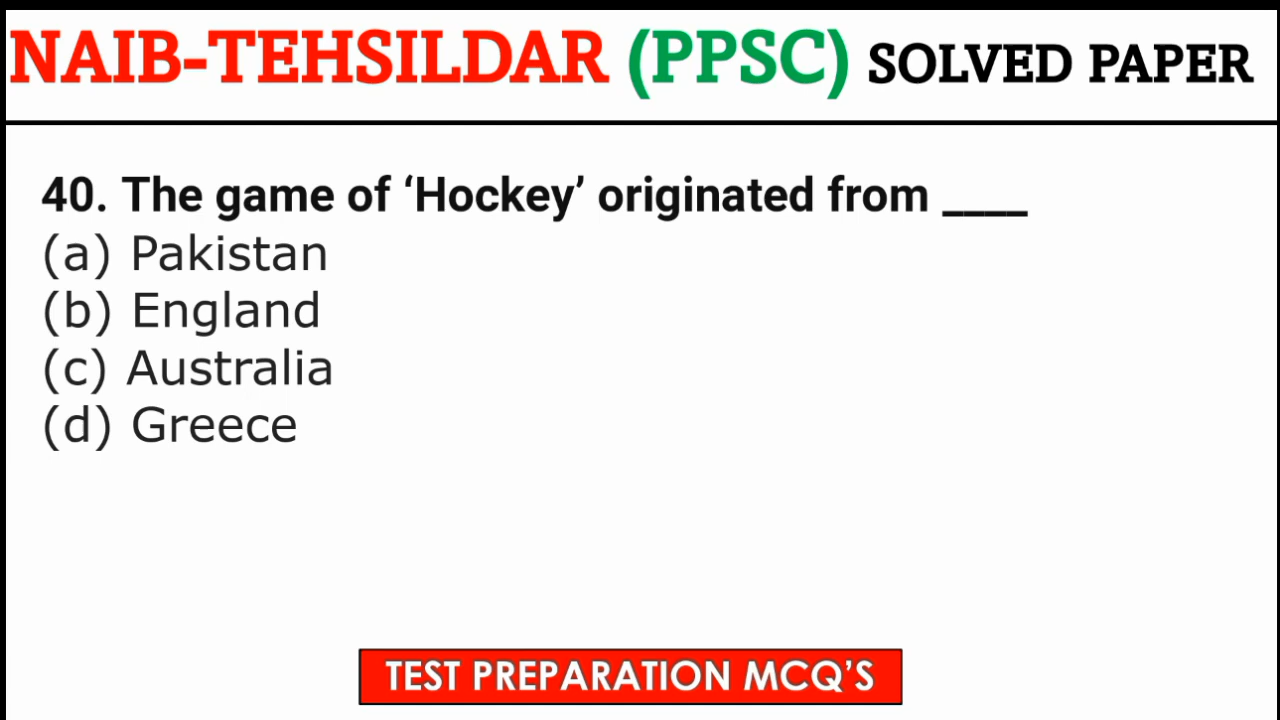 NAIB-TEHSILDAR (PPSC) SOLVED PAPER
40. The game of ‘Hockey’ originated from ____
(a) Pakistan
(b) England
(c) Australia
(d) Greece
TEST PREPARATION MCQ’S